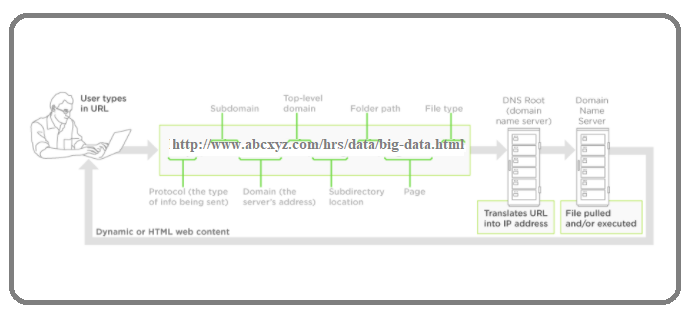 User types
in URL
Subdomain
Top-level
domain
Folder path
File type
http://www.abcxyz.com/hrs/data/big-data.html
Protocol (the type
of info being sent)
Domain (the
server's address)
Subdirectory
location
Page
DNS Root
(domain
name server)
Domain
Name
Server
Translates URL
into IP address
File pulled
and/or executed
Dynamic or HTML web content